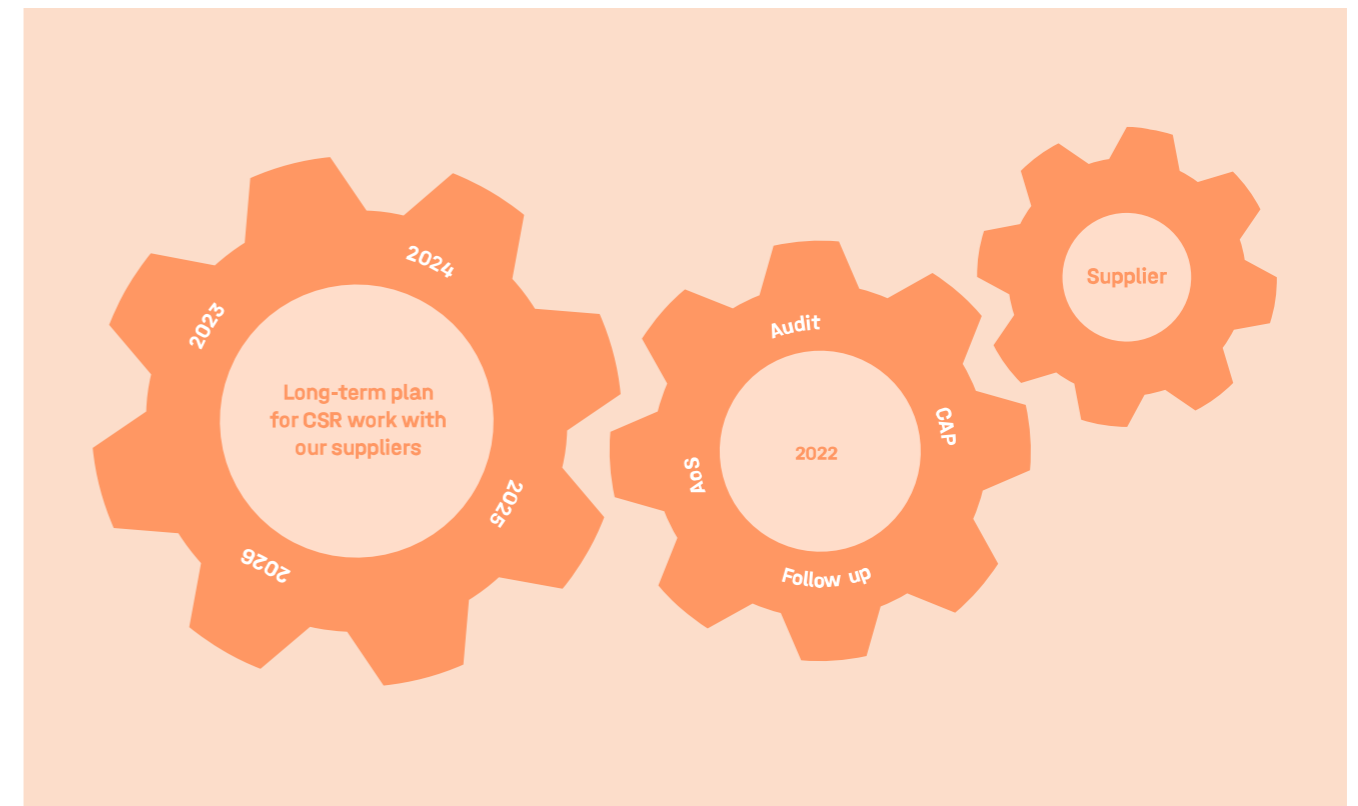 2023
2024
2025
2026
Long-term plan
for CSR work with
our suppliers
Audit
CAP
Follow up
AoS
2022
Supplier